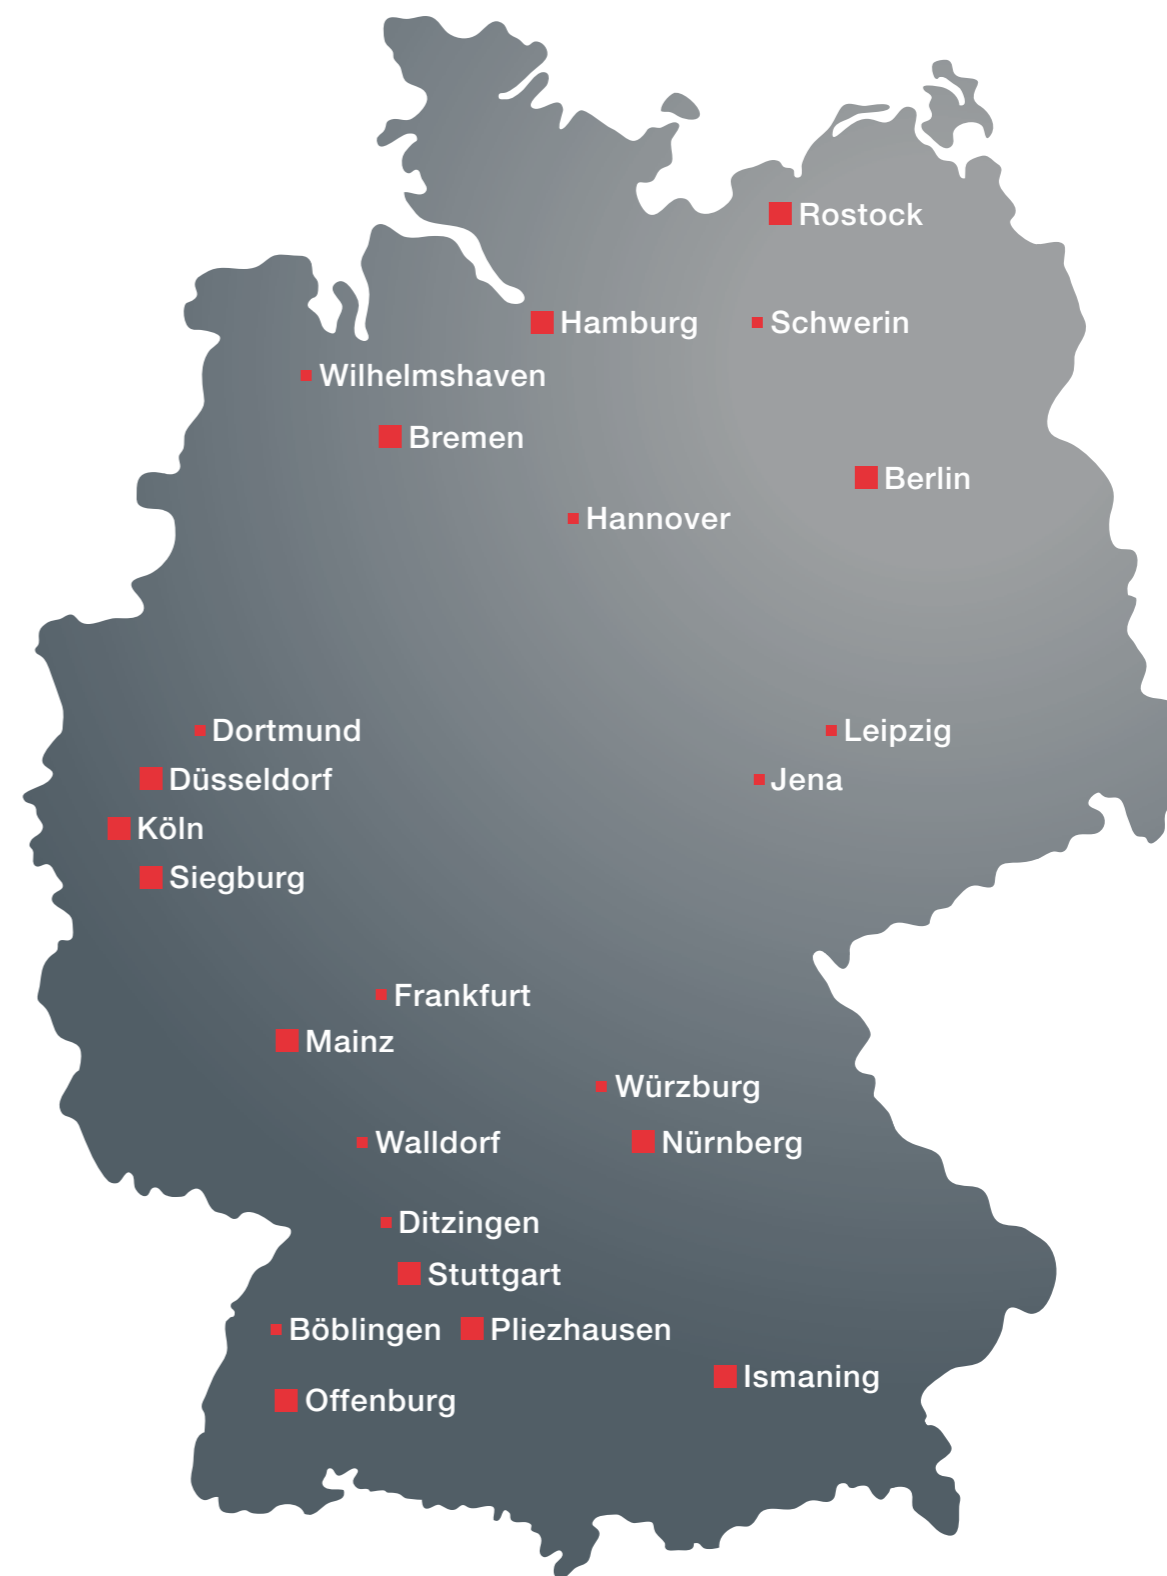 Rostock
Hamburg
Schwerin
Wilhelmshaven
Bremen
Berlin
Hannover
Dortmund
Leipzig
Düsseldorf
Jena
Köln
Siegburg
Frankfurt
Mainz
Würzburg
Walldorf
Nürnberg
Ditzingen
Stuttgart
Böblingen
Pliezhausen
Ismaning
Offenburg